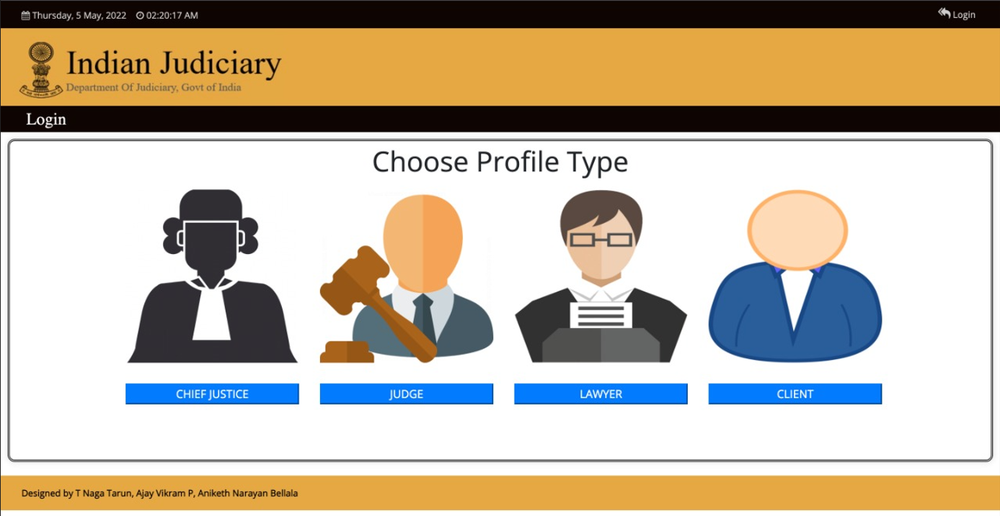 Thursday, 5 May, 2022 02:20:17 AM Login
Indian Judiciary
Department Of Judiciary, Govt of India
Login
Choose Profile Type
CHIEF JUSTICE JUDGE LAWYER CLIENT
Designed by T Naga Tarun, Ajay Vikram P, Aniketh Narayan Bellala